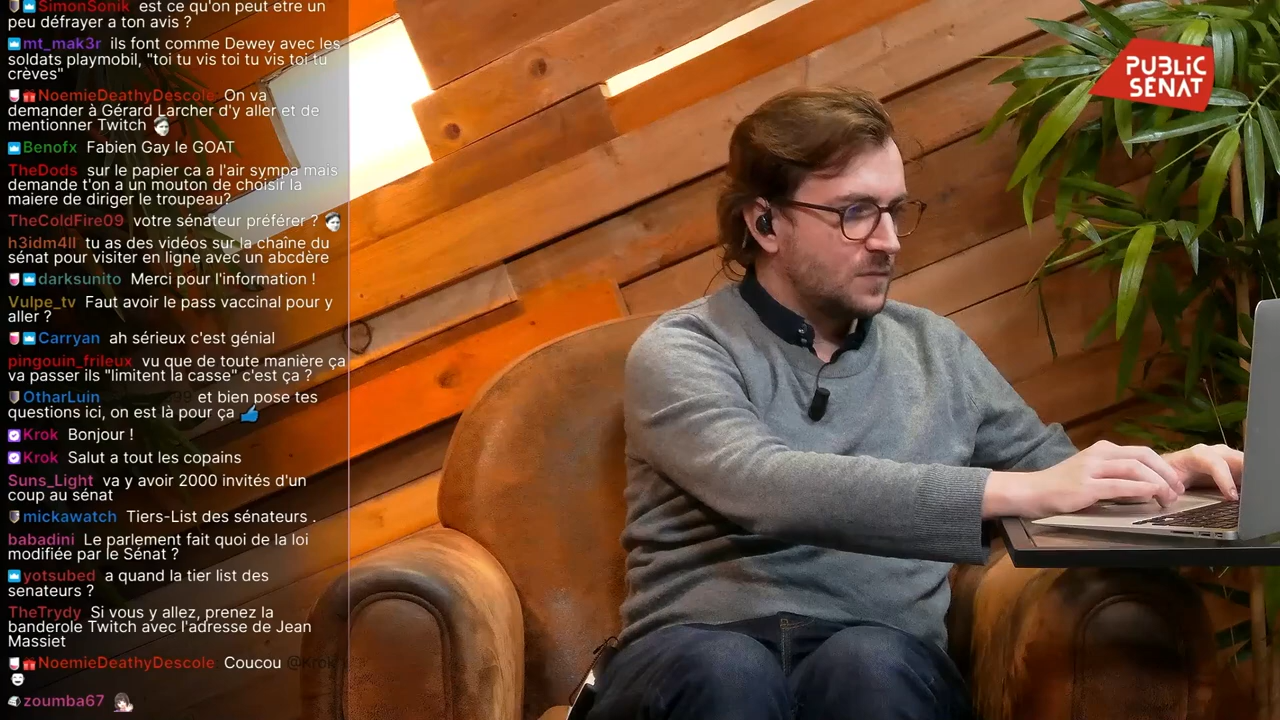 SimonSonik est ce qu'on peut etre un
peu défrayer a ton avis ?
mt_mak3r ils font comme Dewey avec les
soldats playmobil, "toi tu vis toi tu vis toi tu
crèves"
NoemieDeathyDescole On va
demander à Gérard Larcher d'y aller et de
mentionner Twitch
Benofx Fabien Gay le GOAT
TheDods sur le papier ca a l'air sympa mais
demande t'on a un mouton de choisir la
maiere de diriger le troupeau?
TheColdFire09 votre sénateur préférer ?
h3idm4ll tu as des vidéos sur la chaîne du
sénat pour visiter en ligne avec un abcdère
darksunito Merci pour l'information !
Vulpe_tv Faut avoir le pass vaccinal pour y
aller ?
Carryan ah sérieux c'est génial
pingouin_frileux vu que de toute manière ça
va passer ils "limitent la casse" c'est ça ?
OtharLuin et bien pose tes
questions ici, on est là pour ça
Krok Bonjour !
Krok Salut a tout les copains
Suns_Light va y avoir 2000 invités d'un
coup au sénat
mickawatch Tiers-List des sénateurs .
babadini Le parlement fait quoi de la loi
modifiée par le Sénat ?
yotsubed a quand la tier list des
senateurs ?
TheTrydy Si vous y allez, prenez la
banderole Twitch avec l'adresse de Jean
Massiet
NoemieDeathyDescole Coucou @Krok
zoumba67
PUBLIC
SÉNAT